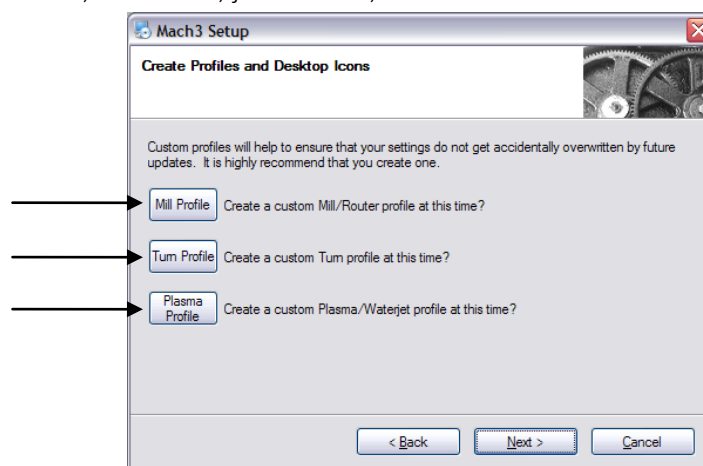 Mach3 Setup
Create Profiles and Desktop Icons
Custom profiles will help to ensure that your settings do not get accidentally overwritten by future
updates. It is highly recommend that you create one.
Mill Profile Create a custom Mill/Router profile at this time?
Turn Profile Create a custom Turn profile at this time?
Plasma
Profile Create a custom Plasma/Waterjet profile at this time?
< Back Next > Cancel